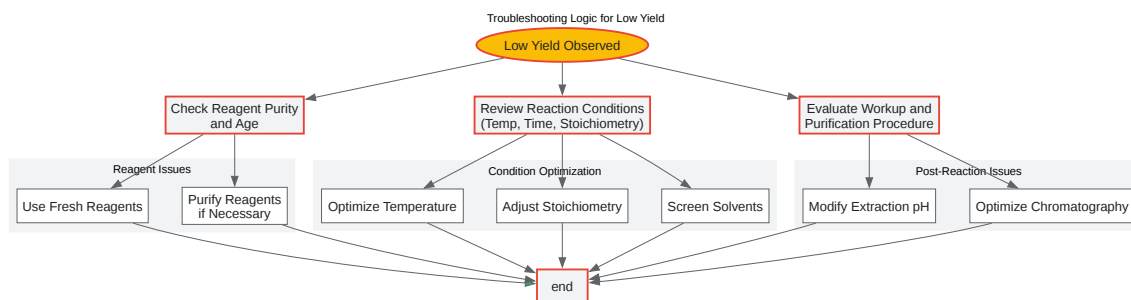 Troubleshooting Logic for Low Yield
Low Yield Observed
Check Reagent Purity
and Age
Review Reaction Conditions
(Temp, Time, Stoichiometry)
Evaluate Workup and
Purification Procedure
Reagent Issues
Condition Optimization
Post-Reaction Issues
Use Fresh Reagents
Purify Reagents
if Necessary
Optimize Temperature
Adjust Stoichiometry
Screen Solvents
Modify Extraction pH
Optimize Chromatography
end